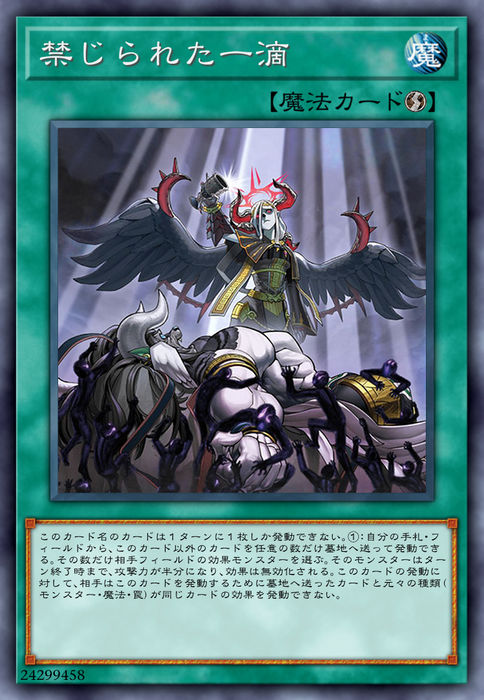 禁じられた一滴
魔
【魔法カード】
このカード名のカードは1ターンに1枚しか発動できない。①:自分の手札・フ
ィールドから、このカード以外のカードを任意の数だけ墓地へ送って発動でき
る。その数だけ相手フィールドの効果モンスターを選ぶ。そのモンスターはター
ン終了時まで、攻撃力が半分になり、効果は無効化される。このカードの発動に
対して、相手はこのカードを発動するために墓地へ送ったカードと元々の種類(
モンスター・魔法・罠)が同じカードの効果を発動できない。
24299458